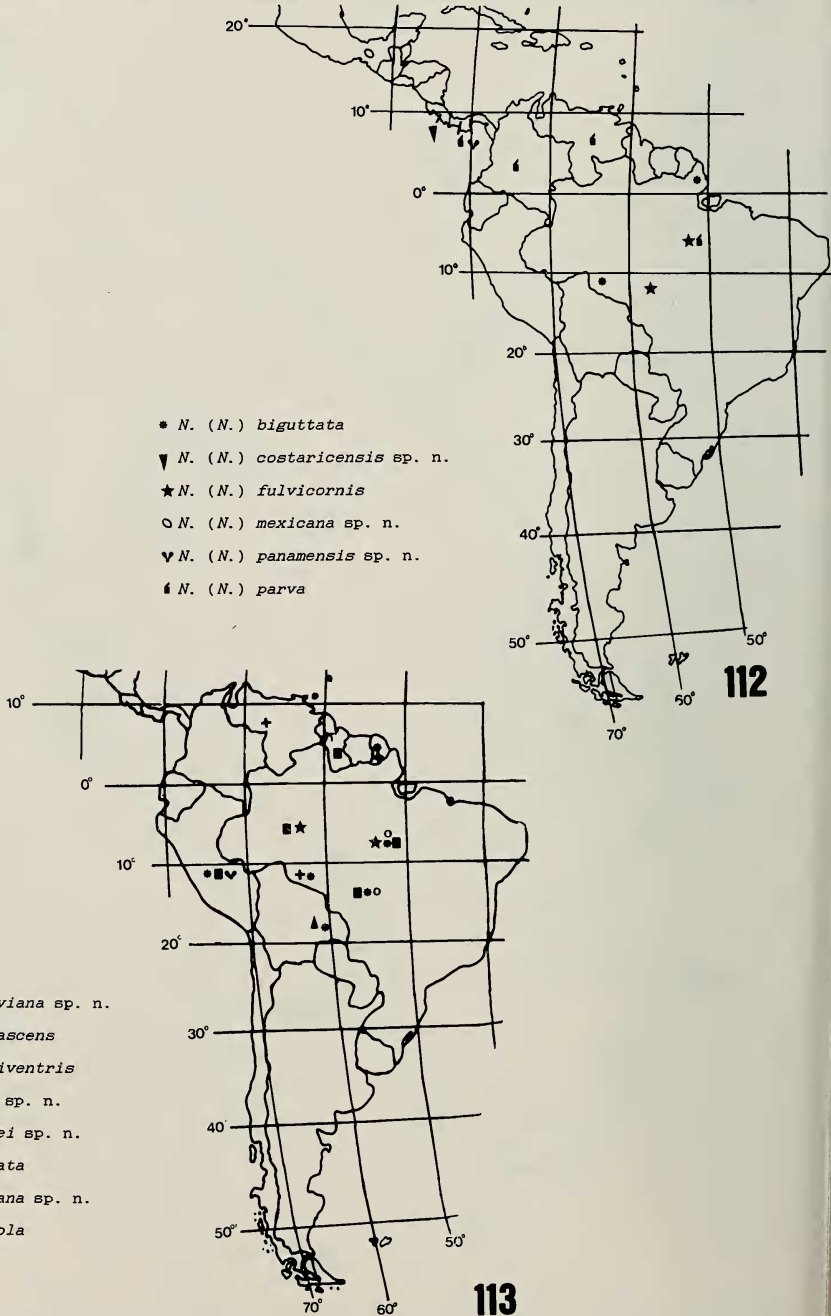 20°
10°
0°
10°
20°
30°
40°
50°
50°
60°
70°
112
N. (N.) biguttata
N. (N.) costaricensis sp. n.
N. (N.) fulvicornis
N. (N.) mexicana sp. n.
N. (N.) panamensis sp. n.
N. (N.) parva
10°
0°
10°
20°
30°
40°
50°
50°
70°
60°
113
viana sp. n.
ascens
iventris
sp. n.
ei sp. n.
ata
ana sp. n.
ola